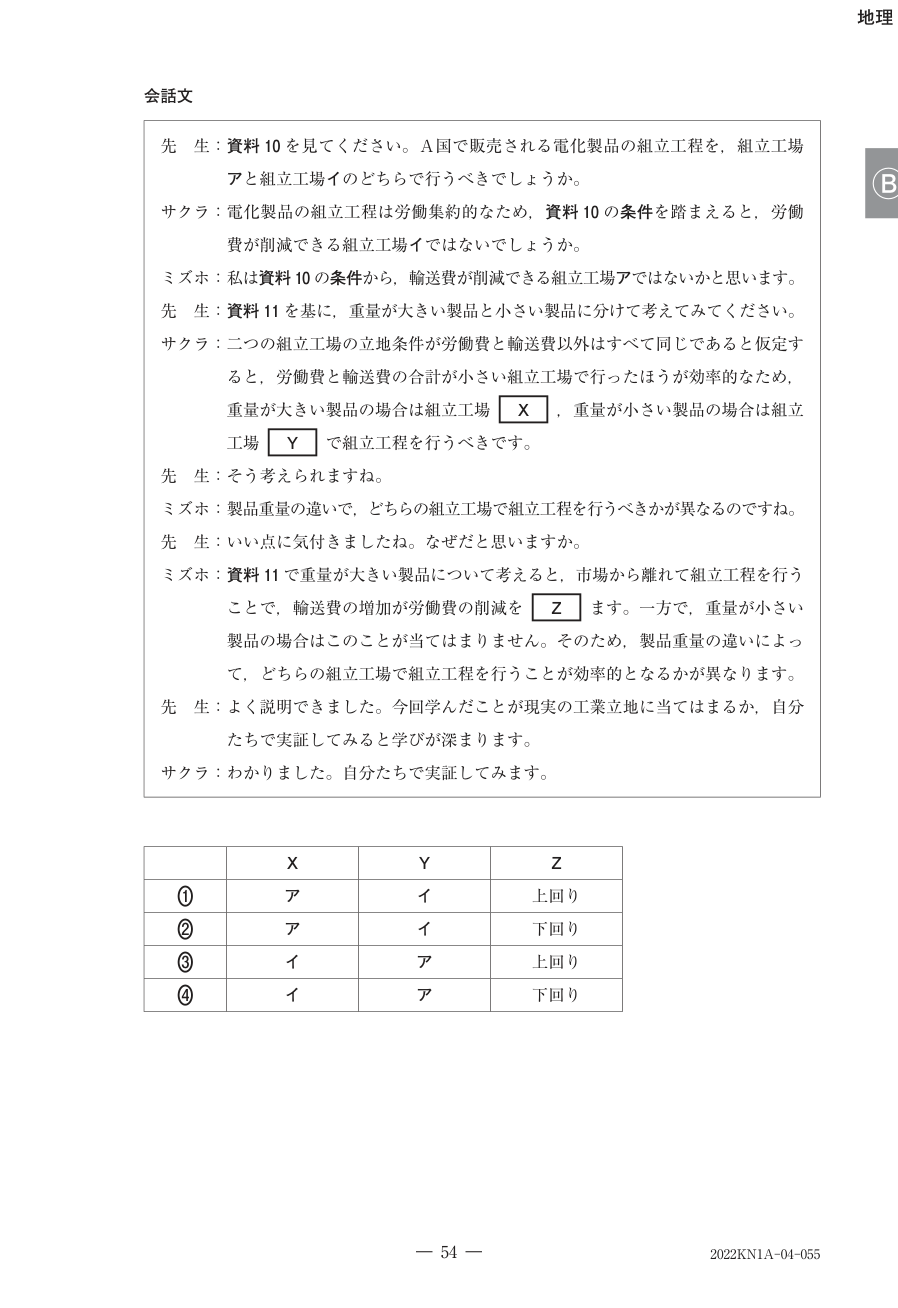 地理
会話文
B
先　生：資料10を見てください。A国で販売される電化製品の組立工程を，組立工場
アと組立工場イのどちらで行うべきでしょうか。
サクラ：電化製品の組立工程は労働集約的なため，資料10の条件を踏まえると，労働
費が削減できる組立工場イではないでしょうか。
ミズホ：私は資料10の条件から，輸送費が削減できる組立工場アではないかと思います。
先　生：資料11を基に，重量が大きい製品と小さい製品に分けて考えてみてください。
サクラ：二つの組立工場の立地条件が労働費と輸送費以外はすべて同じであると仮定す
ると，労働費と輸送費の合計が小さい組立工場で行ったほうが効率的なため，
重量が大きい製品の場合は組立工場 X ，重量が小さい製品の場合は組立
工場 Y で組立工程を行うべきです。
先　生：そう考えられますね。
ミズホ：製品重量の違いで，どちらの組立工場で組立工程を行うべきかが異なるのですね。
先　生：いい点に気付きましたね。なぜだと思いますか。
ミズホ：資料11で重量が大きい製品について考えると，市場から離れて組立工程を行う
ことで，輸送費の増加が労働費の削減を Z ます。一方で，重量が小さい
製品の場合はこのことが当てはまりません。そのため，製品重量の違いによっ
て，どちらの組立工場で組立工程を行うことが効率的となるかが異なります。
先　生：よく説明できました。今回学んだことが現実の工業立地に当てはまるか，自分
たちで実証してみると学びが深まります。
サクラ：わかりました。自分たちで実証してみます。
X Y Z
① ア イ 上回り
② ア イ 下回り
③ イ ア 上回り
④ イ ア 下回り
— 54 —
2022KN1A-04-055